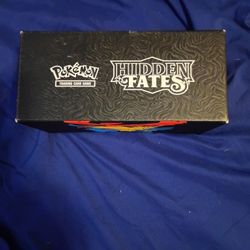 POKéMON
TRADING CARD GAME
HIDDEN
FATES